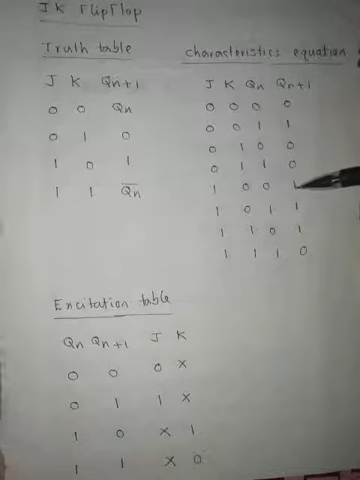 JK FlipFlop
Truth table
J K Qn+1
0 0 Qn
0 1 0
1 0 1
1 1 Q̅n
characteristics equation
J K Qn Qn+1
0 0 0 0
0 0 1 1
0 1 0 0
0 1 1 0
1 0 0 1
1 0 1 1
1 1 0 1
1 1 1 0
Excitation table
Qn Qn+1 J K
0 0 0 X
0 1 1 X
1 0 X 1
1 1 X 0